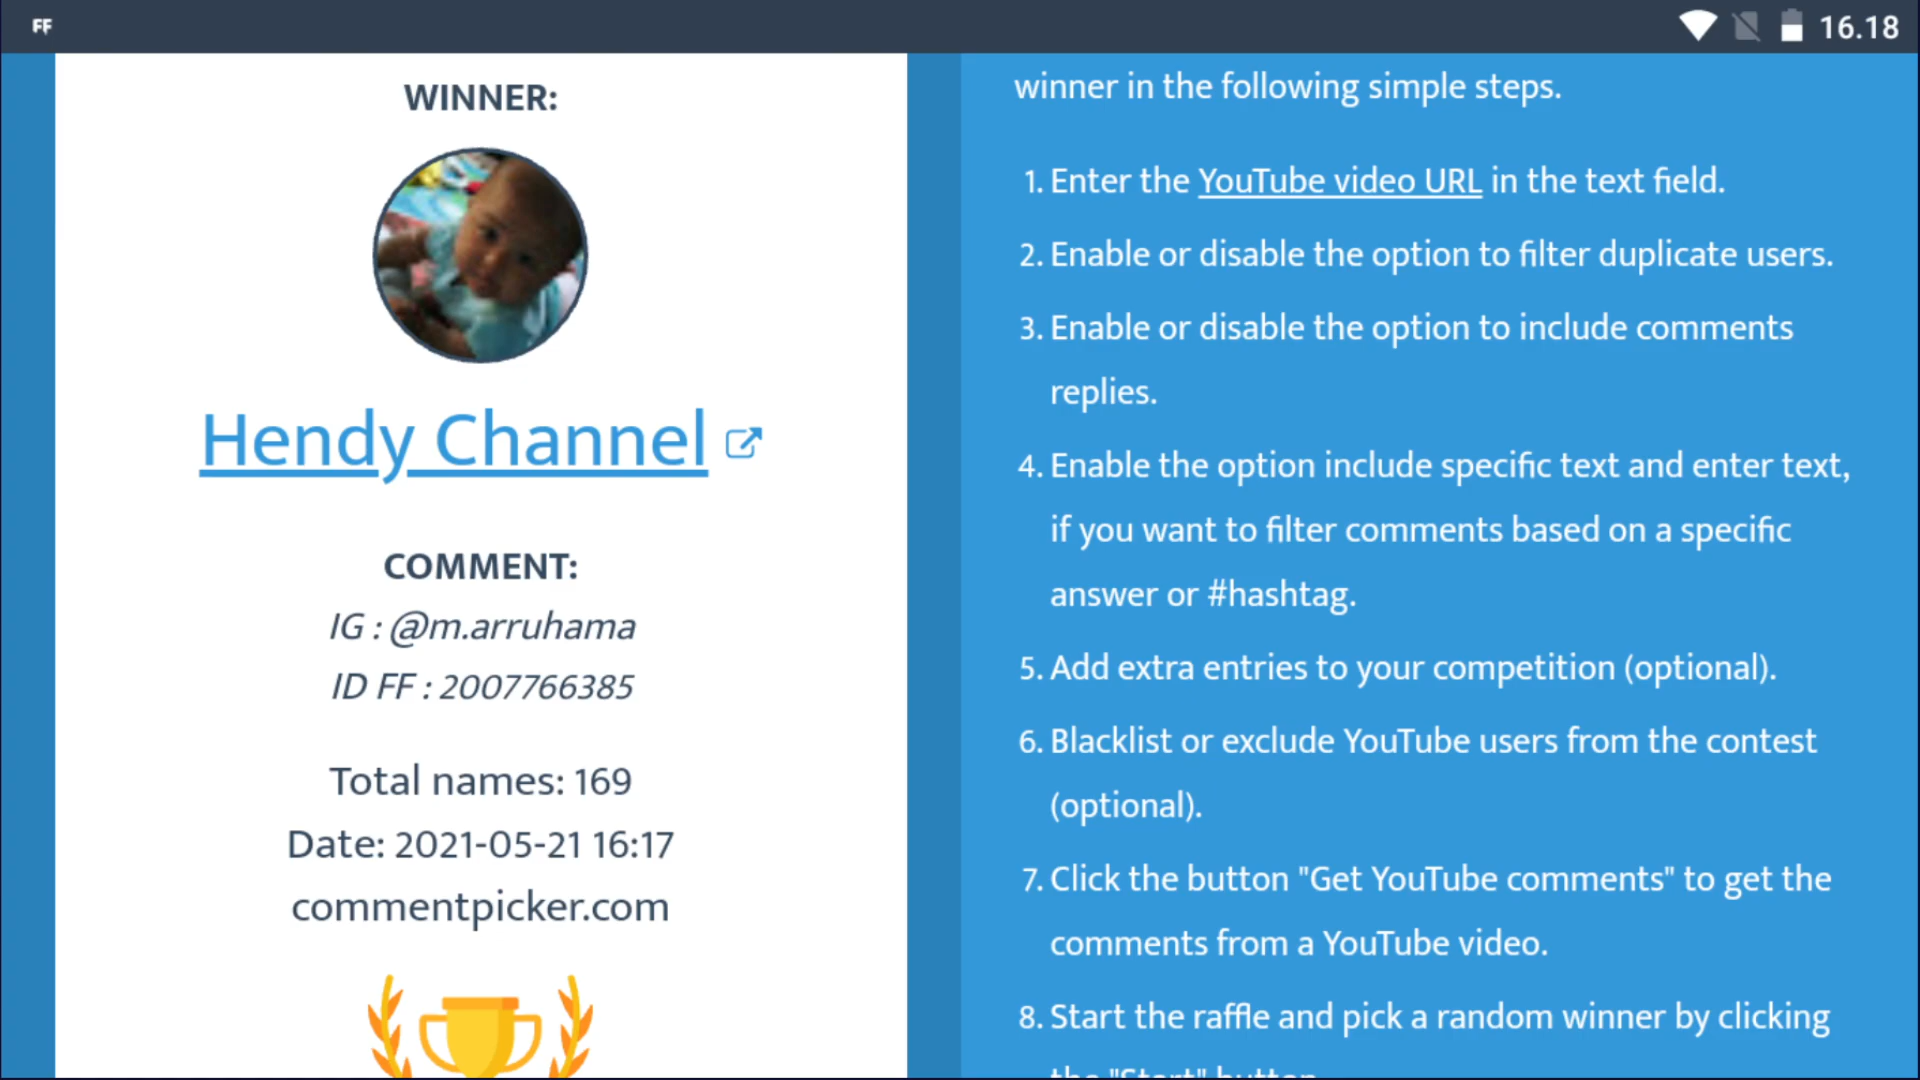 FF
16.18
WINNER:
Hendy Channel
COMMENT:
IG : @m.arruhama
ID FF : 2007766385
Total names: 169
Date: 2021-05-21 16:17
commentpicker.com
winner in the following simple steps.
1. Enter the YouTube video URL in the text field.
2. Enable or disable the option to filter duplicate users.
3. Enable or disable the option to include comments
replies.
4. Enable the option include specific text and enter text,
if you want to filter comments based on a specific
answer or #hashtag.
5. Add extra entries to your competition (optional).
6. Blacklist or exclude YouTube users from the contest
(optional).
7. Click the button "Get YouTube comments" to get the
comments from a YouTube video.
8. Start the raffle and pick a random winner by clicking
the "Start" button